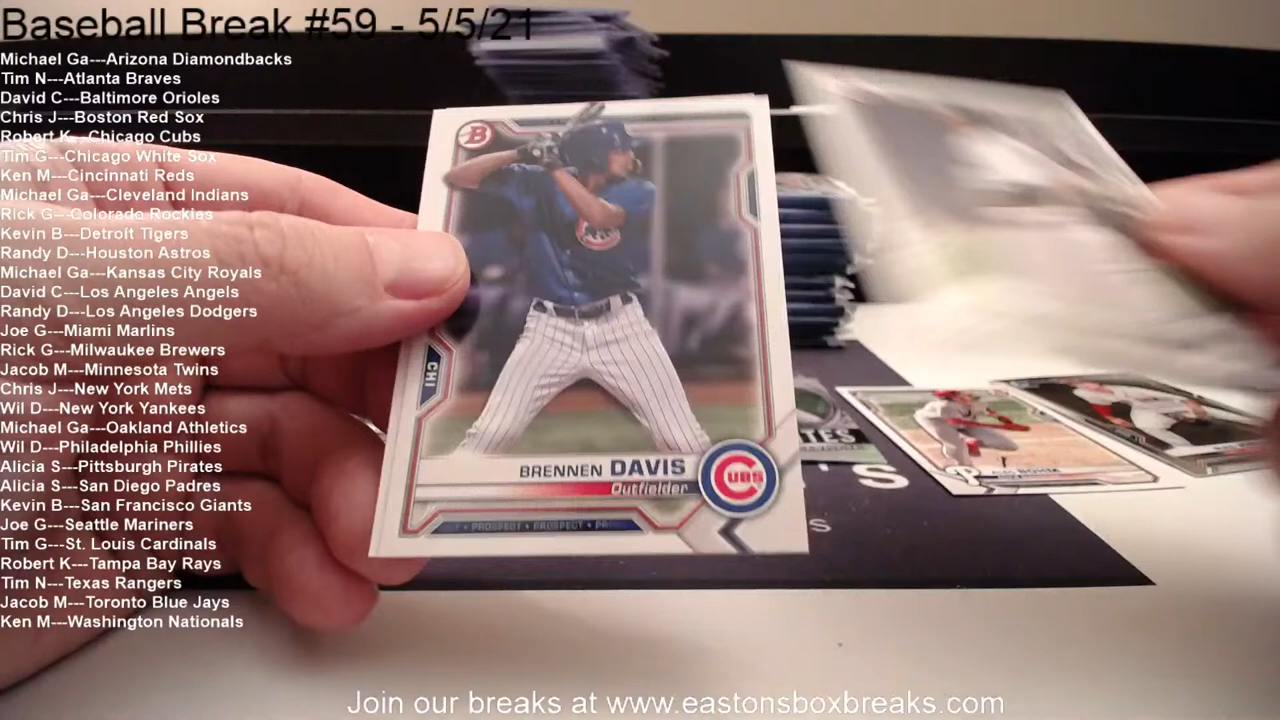 Baseball Break #59 - 5/5/21
Michael Ga---Arizona Diamondbacks
Tim N---Atlanta Braves
David C---Baltimore Orioles
Chris J---Boston Red Sox
Robert K---Chicago Cubs
Tim G---Chicago White Sox
Ken M---Cincinnati Reds
Michael Ga---Cleveland Indians
Rick G---Colorado Rockies
Kevin B---Detroit Tigers
Randy D---Houston Astros
Michael Ga---Kansas City Royals
David C---Los Angeles Angels
Randy D---Los Angeles Dodgers
Joe G---Miami Marlins
Rick G---Milwaukee Brewers
Jacob M---Minnesota Twins
Chris J---New York Mets
Wil D---New York Yankees
Michael Ga---Oakland Athletics
Wil D---Philadelphia Phillies
Alicia S---Pittsburgh Pirates
Alicia S---San Diego Padres
Kevin B---San Francisco Giants
Joe G---Seattle Mariners
Tim G---St. Louis Cardinals
Robert K---Tampa Bay Rays
Tim N---Texas Rangers
Jacob M---Toronto Blue Jays
Ken M---Washington Nationals
B
CHI
BRENNEN DAVIS
Outfielder
CUBS
PROSPECT • PROSPECT • PR
P
BOHM
Join our breaks at www.eastonsboxbreaks.com